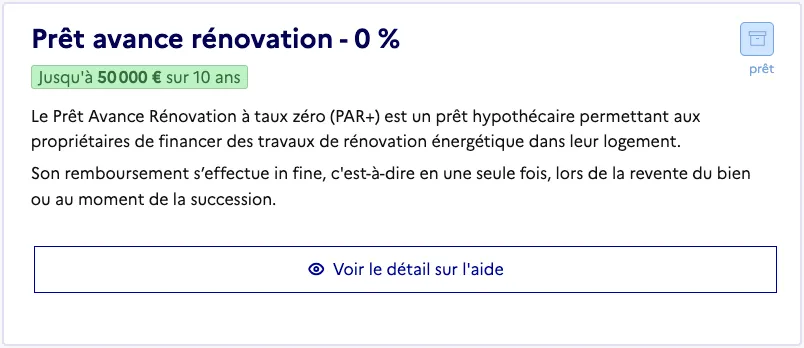 Prêt avance rénovation - 0 %
prêt
Jusqu'à 50 000 € sur 10 ans
Le Prêt Avance Rénovation à taux zéro (PAR+) est un prêt hypothécaire permettant aux
propriétaires de financer des travaux de rénovation énergétique dans leur logement.
Son remboursement s’effectue in fine, c'est-à-dire en une seule fois, lors de la revente du bien
ou au moment de la succession.
Voir le détail sur l'aide